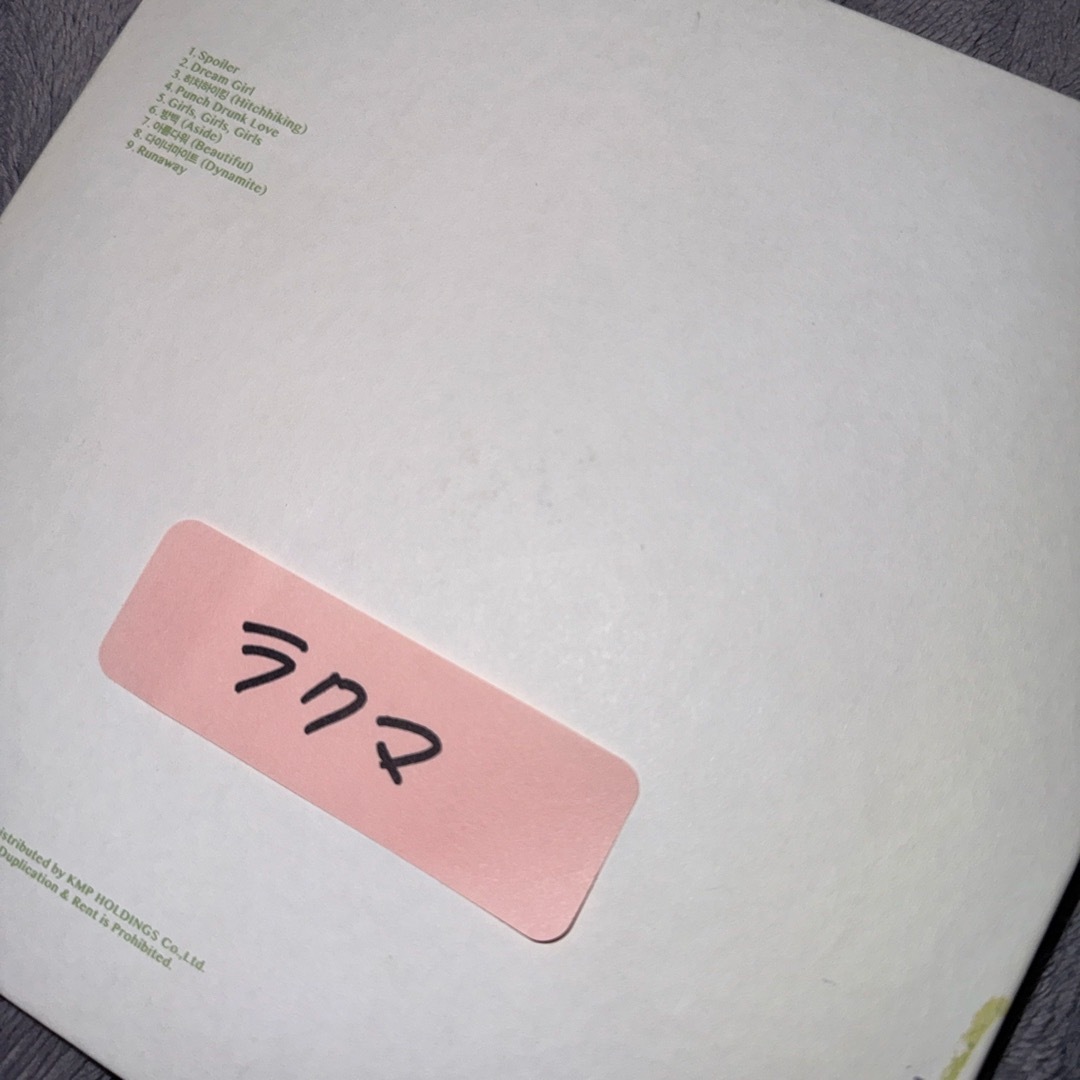 1. Spoiler
2. Dream Girl
3. 히치하이킹 (Hitchhiking)
4. Punch Drunk Love
5. Girls, Girls, Girls
6. 방백 (Aside)
7. 아름다워 (Beautiful)
8. 다이너마이트 (Dynamite)
9. Runaway
ラクマ
istributed by KMP HOLDINGS Co.,Ltd.
Duplication & Rent is Prohibited.